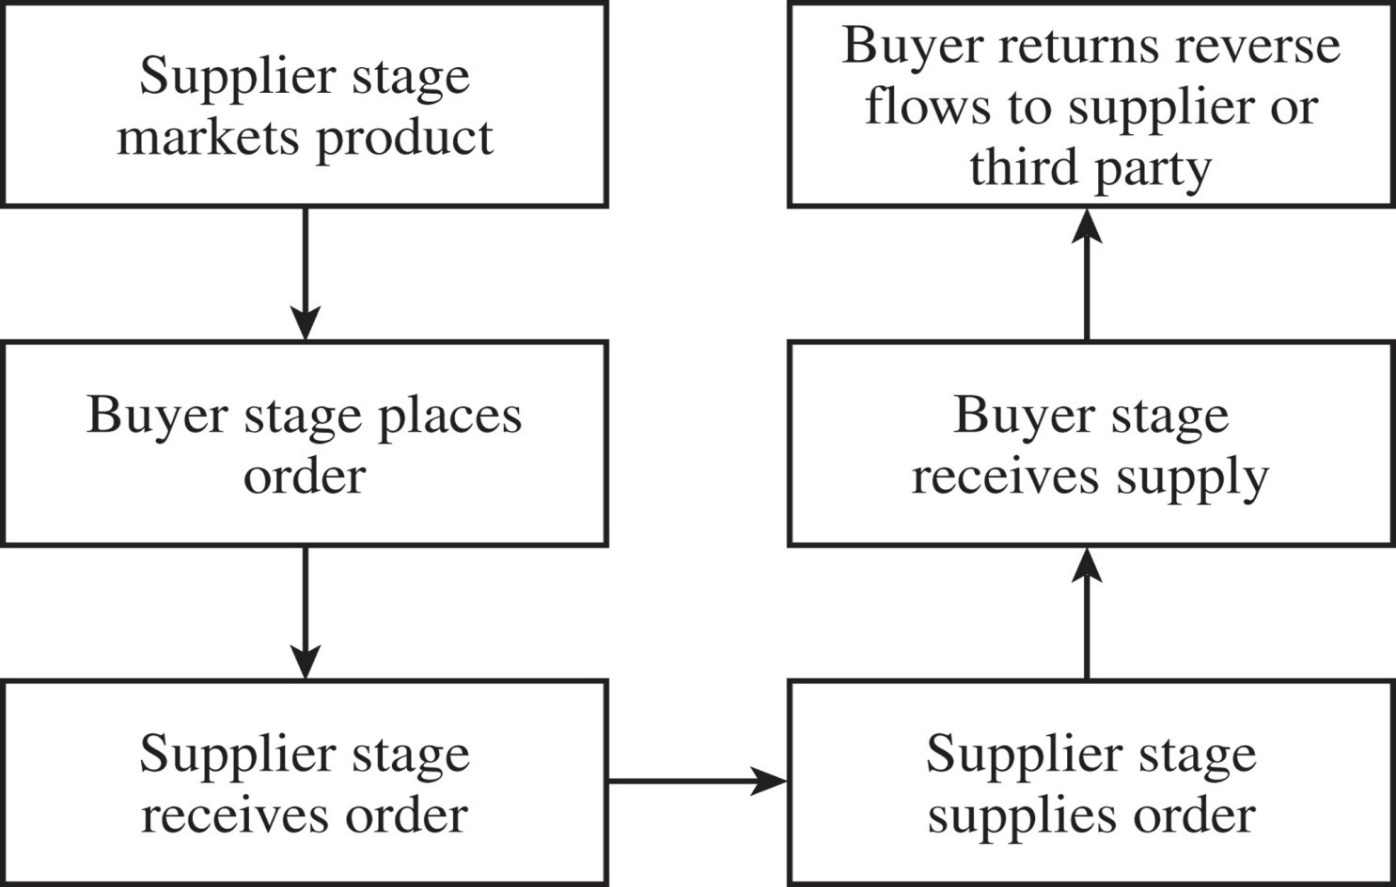 Supplier stage
markets product
Buyer stage places
order
Supplier stage
receives order
Supplier stage
supplies order
Buyer stage
receives supply
Buyer returns reverse
flows to supplier or
third party